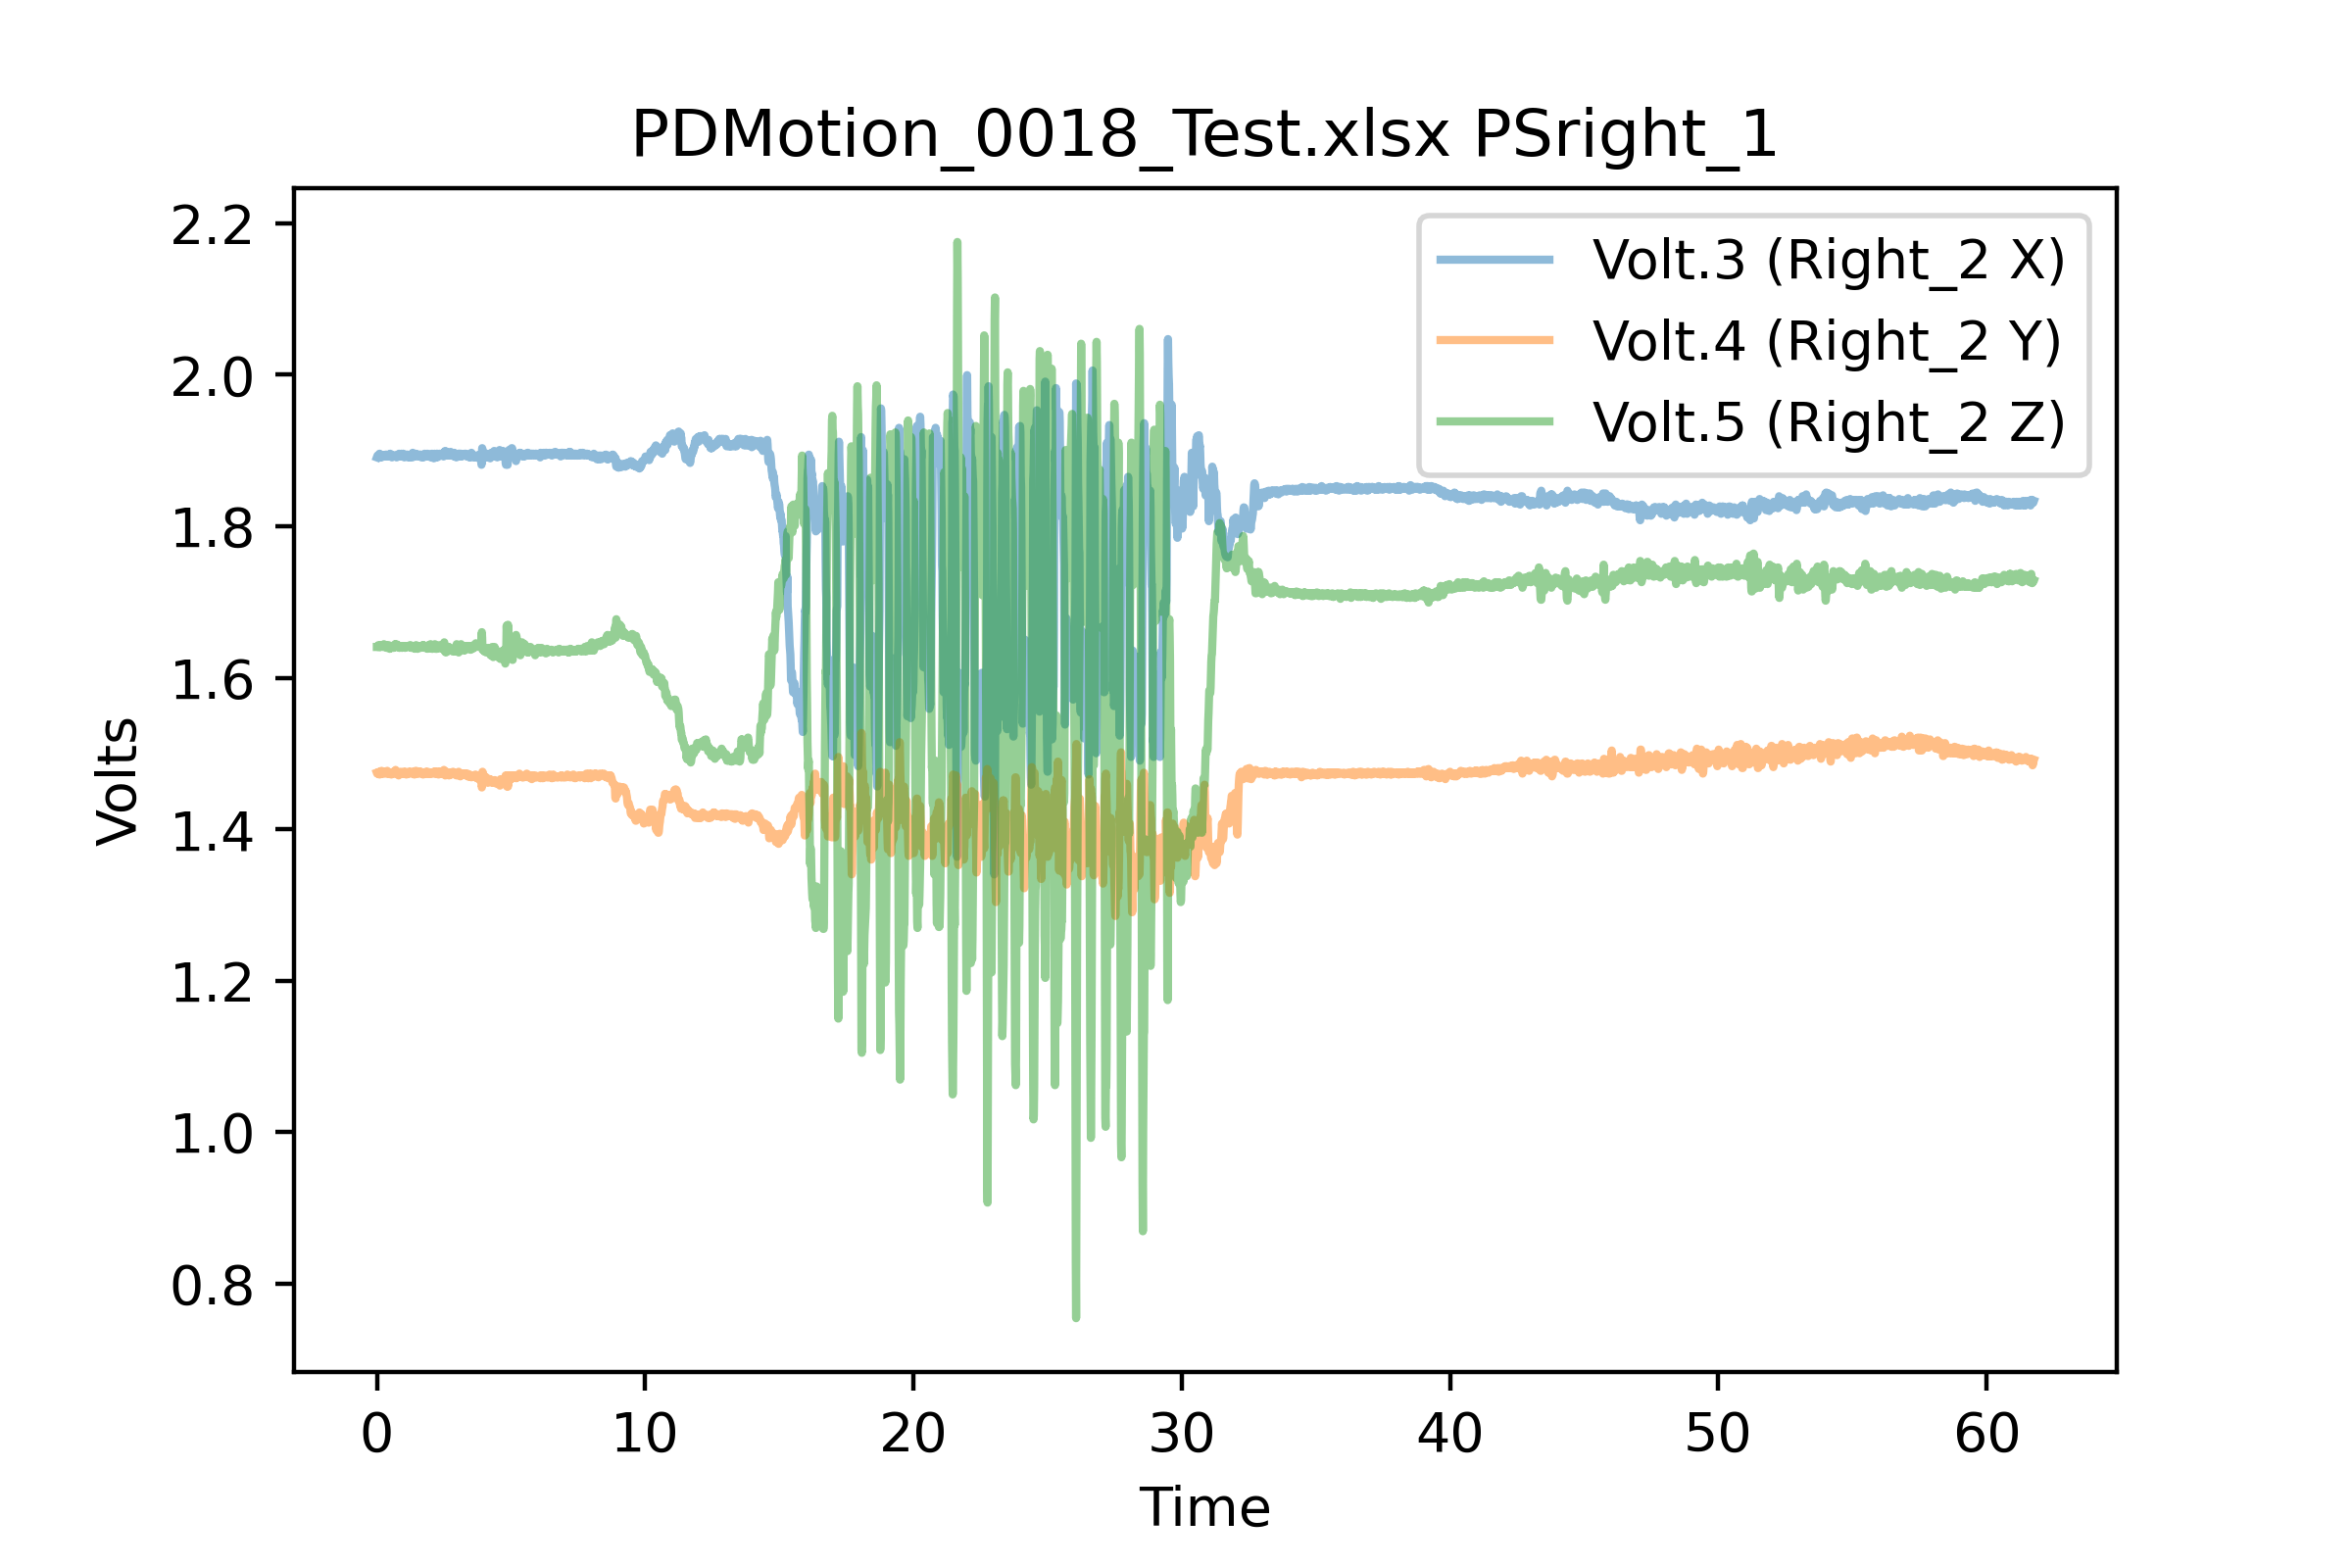 PDMotion_0018_Test.xlsx PSright_1
Volt.3 (Right_2 X)
Volt.4 (Right_2 Y)
Volt.5 (Right_2 Z)
Volts
2.2
2.0
1.8
1.6
1.4
1.2
1.0
0.8
0 10 20 30 40 50 60
Time